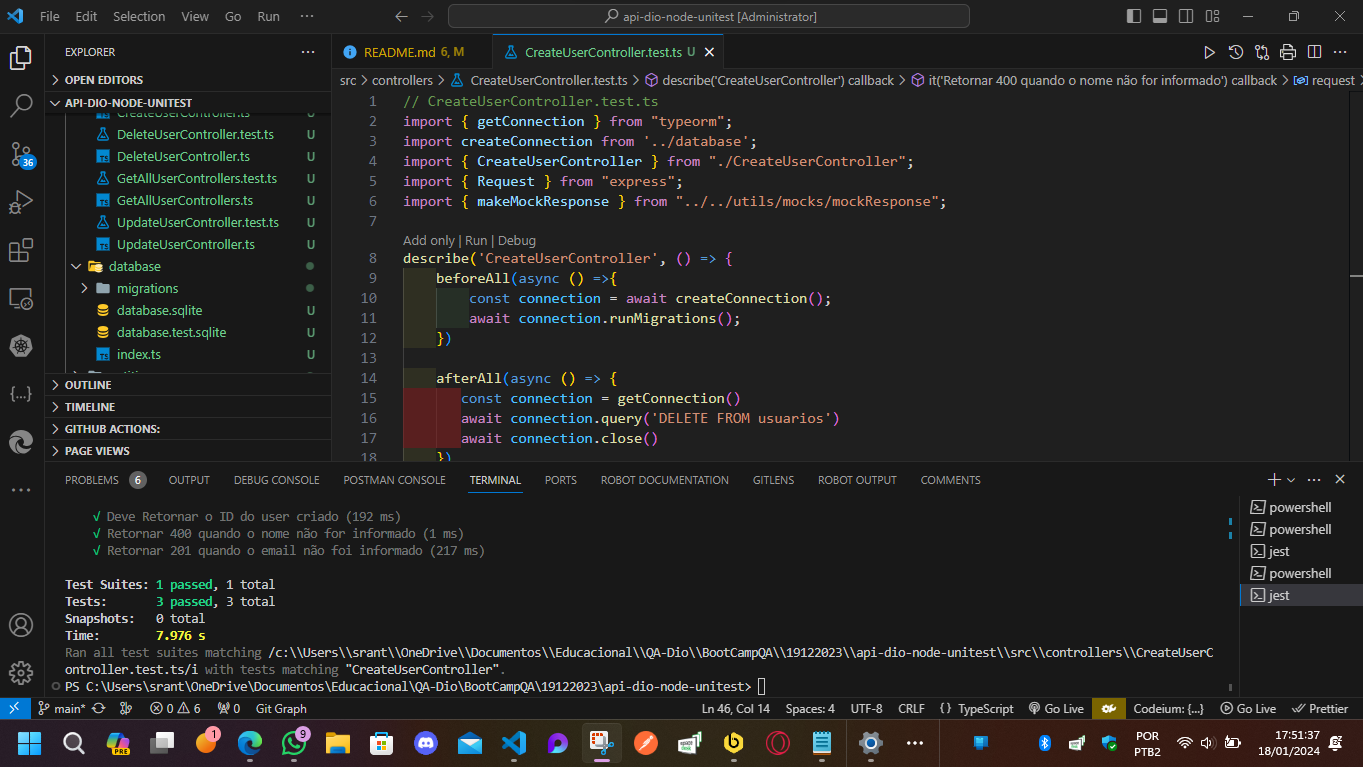 File Edit Selection View Go Run ··· api-dio-node-unitest [Administrator]
EXPLORER
OPEN EDITORS
API-DIO-NODE-UNITEST
CreateUserController.ts U
DeleteUserController.test.ts U
DeleteUserController.ts U
GetAllUserControllers.test.ts U
GetAllUserControllers.ts U
UpdateUserController.test.ts U
UpdateUserController.ts U
database
migrations
database.sqlite U
database.test.sqlite U
index.ts U
OUTLINE
TIMELINE
GITHUB ACTIONS:
PAGE VIEWS
36
README.md 6, M
CreateUserController.test.ts U
src > controllers > CreateUserController.test.ts > describe('CreateUserController') callback > it('Retornar 400 quando o nome não for informado') callback > request
1 // CreateUserController.test.ts
2 import { getConnection } from "typeorm";
3 import createConnection from '../database';
4 import { CreateUserController } from "./CreateUserController";
5 import { Request } from "express";
6 import { makeMockResponse } from "../../utils/mocks/mockResponse";
7
Add only | Run | Debug
8 describe('CreateUserController', () => {
9 beforeAll(async () =>{
10 const connection = await createConnection();
11 await connection.runMigrations();
12 })
13
14 afterAll(async () => {
15 const connection = getConnection()
16 await connection.query('DELETE FROM usuarios')
17 await connection.close()
18 })
PROBLEMS 6 OUTPUT DEBUG CONSOLE POSTMAN CONSOLE TERMINAL PORTS ROBOT DOCUMENTATION GITLENS ROBOT OUTPUT COMMENTS
√ Deve Retornar o ID do user criado (192 ms)
√ Retornar 400 quando o nome não for informado (1 ms)
√ Retornar 201 quando o email não foi informado (217 ms)
Test Suites: 1 passed, 1 total
Tests: 3 passed, 3 total
Snapshots: 0 total
Time: 7.976 s
Ran all test suites matching /c:\\Users\\srant\\OneDrive\\Documentos\\Educacional\\QA-Dio\\BootCampQA\\19122023\\api-dio-node-unitest\\src\\controllers\\CreateUserC
ontroller.test.ts/i with tests matching "CreateUserController".
PS C:\Users\srant\OneDrive\Documentos\Educacional\QA-Dio\BootCampQA\19122023\api-dio-node-unitest>
powershell
powershell
jest
powershell
jest
main* 0 6 0 Git Graph Ln 46, Col 14 Spaces: 4 UTF-8 CRLF { } TypeScript Go Live Codeium: {...} Go Live Prettier
PRE 1 9
POR
PTB2
17:51:37
18/01/2024